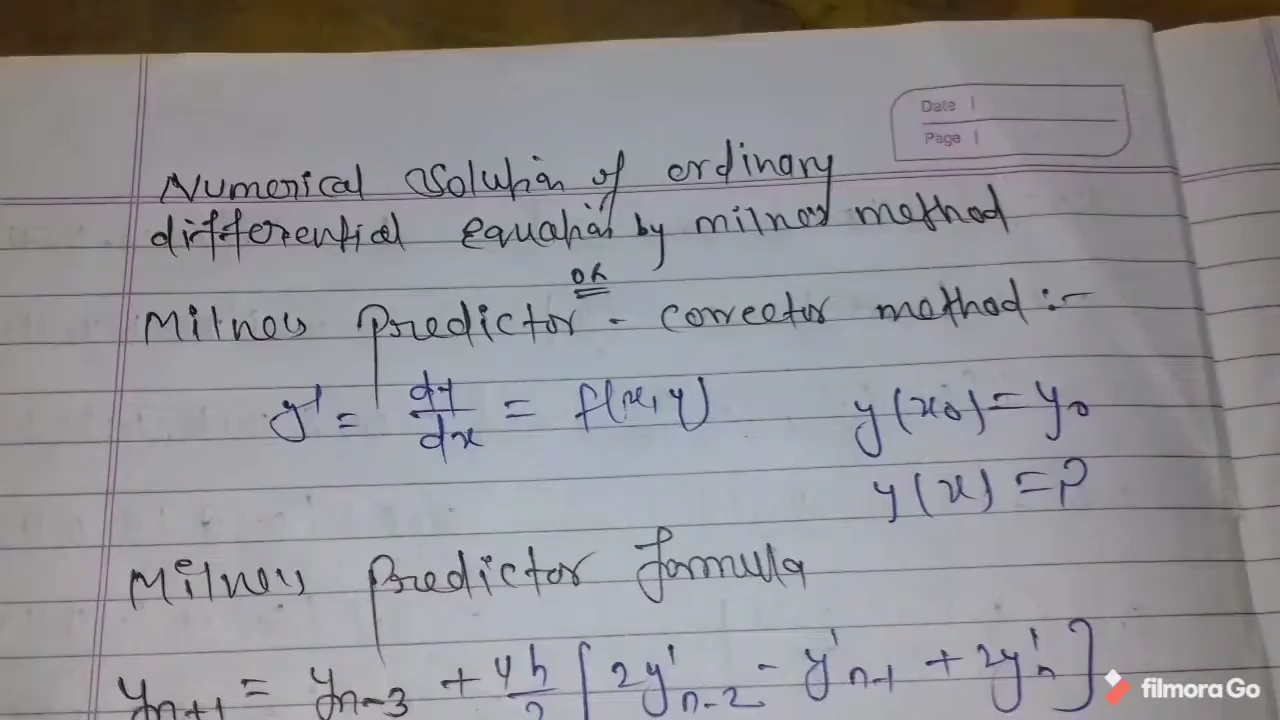 Date
Page
Numerical Solution of ordinary
differential equation by milnes method
OR
Milnes Predictor - corrector method :-
y' = dy/dx = f(x, y) y(x₀) = y₀
y(x) = ?
Milnes Predictor formula
yₙ₊₁ = yₙ₋₃ + 4h/3 [2y'ₙ₋₂ - y'ₙ₋₁ + 2y'ₙ]
filmora Go